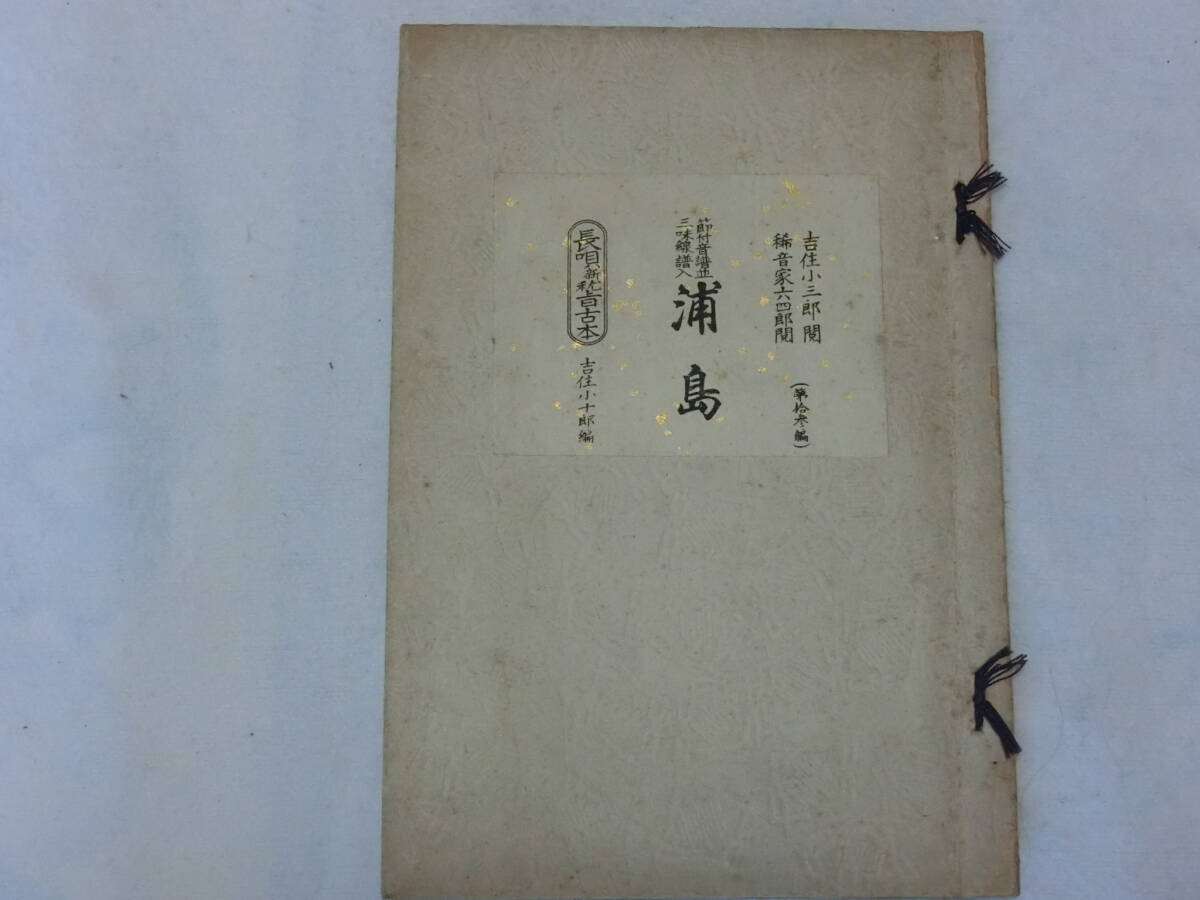 吉住小三郎閲
稀音家六四郎閲
(第拾参編)
節付音譜並
三味線譜入
浦島
長唄新稽古本
吉住小十郎編